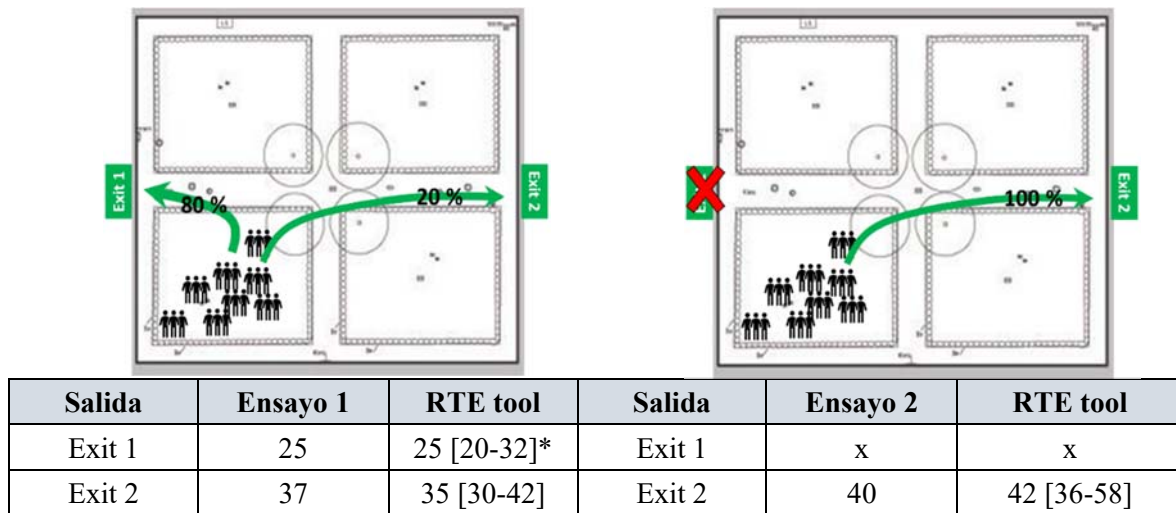 L5
L5
Exit 1
80 %
20 %
Exit 2
100 %
Exit 2
Salida Ensayo 1 RTE tool Salida Ensayo 2 RTE tool
Exit 1 25 25 [20-32]* Exit 1 x x
Exit 2 37 35 [30-42] Exit 2 40 42 [36-58]